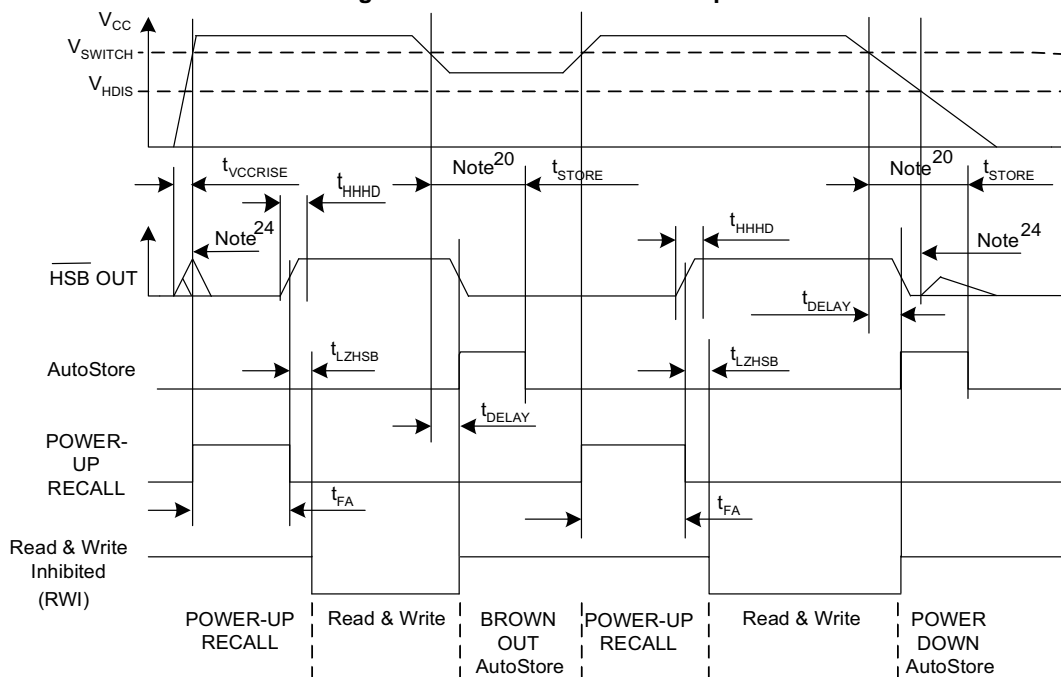 V_CC
V_SWITCH
V_HDIS
t_VCCRISE
t_HHHD
Note^20
t_STORE
Note^20
t_STORE
Note^24
t_HHHD
Note^24
HSB OUT
t_DELAY
t_LZHSB
t_LZHSB
AutoStore
t_DELAY
POWER-
UP
RECALL
t_FA
t_FA
Read & Write
Inhibited
(RWI)
POWER-UP
RECALL
Read & Write
BROWN
OUT
AutoStore
POWER-UP
RECALL
Read & Write
POWER
DOWN
AutoStore